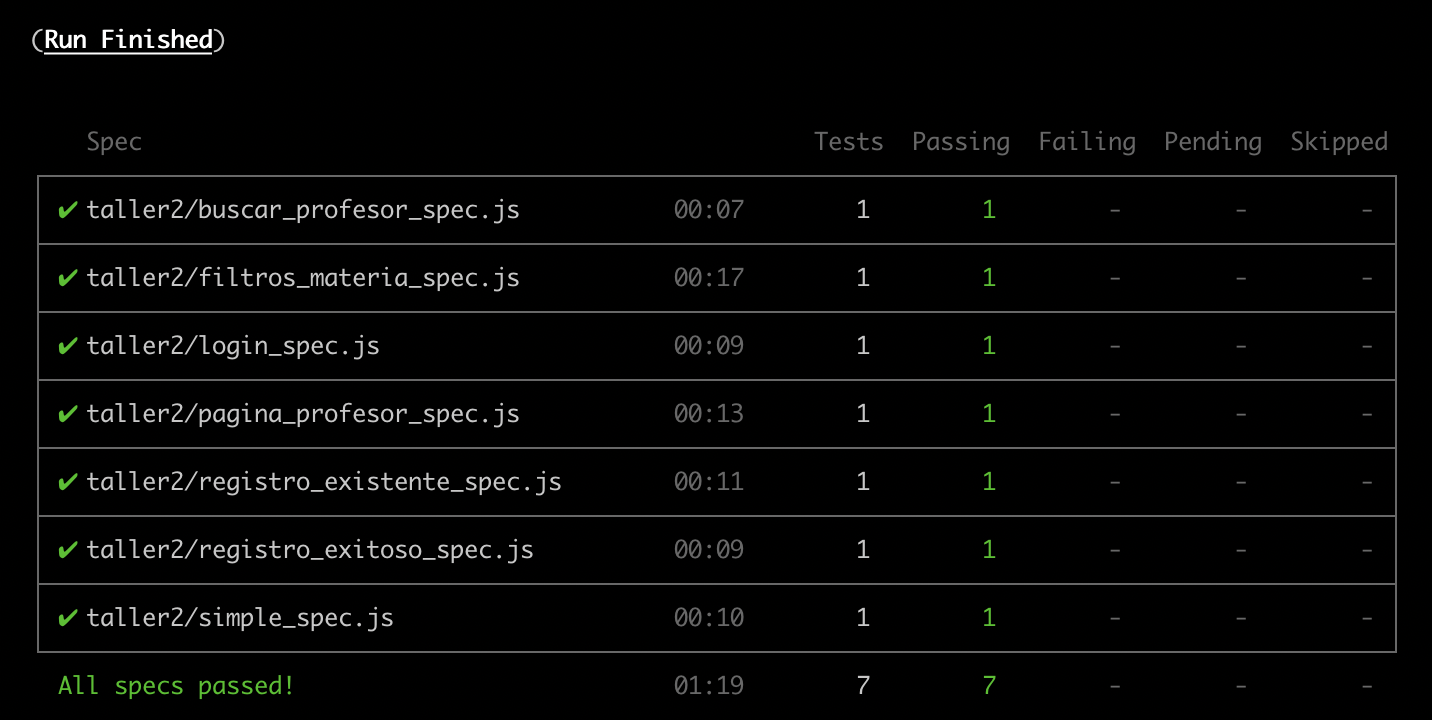 (Run Finished)
Spec Tests Passing Failing Pending Skipped
✔ taller2/buscar_profesor_spec.js 00:07 1 1 - - -
✔ taller2/filtros_materia_spec.js 00:17 1 1 - - -
✔ taller2/login_spec.js 00:09 1 1 - - -
✔ taller2/pagina_profesor_spec.js 00:13 1 1 - - -
✔ taller2/registro_existente_spec.js 00:11 1 1 - - -
✔ taller2/registro_exitoso_spec.js 00:09 1 1 - - -
✔ taller2/simple_spec.js 00:10 1 1 - - -
All specs passed! 01:19 7 7 - - -